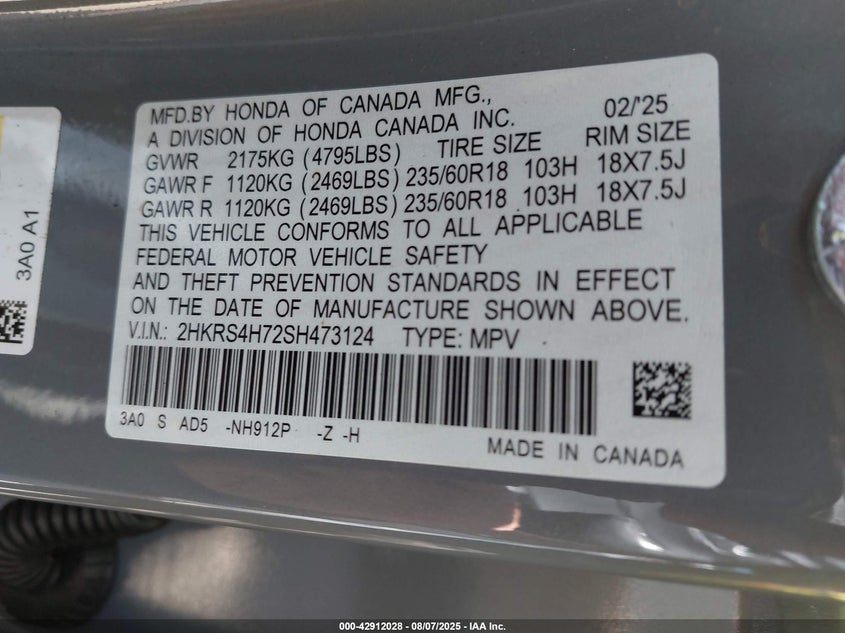 MFD.BY HONDA OF CANADA MFG., 02/'25
A DIVISION OF HONDA CANADA INC.
GVWR 2175KG (4795LBS) TIRE SIZE RIM SIZE
GAWR F 1120KG (2469LBS) 235/60R18 103H 18X7.5J
GAWR R 1120KG (2469LBS) 235/60R18 103H 18X7.5J
THIS VEHICLE CONFORMS TO ALL APPLICABLE
FEDERAL MOTOR VEHICLE SAFETY
AND THEFT PREVENTION STANDARDS IN EFFECT
ON THE DATE OF MANUFACTURE SHOWN ABOVE.
V.I.N.: 2HKRS4H72SH473124 TYPE: MPV
3A0 S AD5 -NH912P -Z -H
MADE IN CANADA
3A0 A1
000-42912028 - 08/07/2025 - IAA Inc.